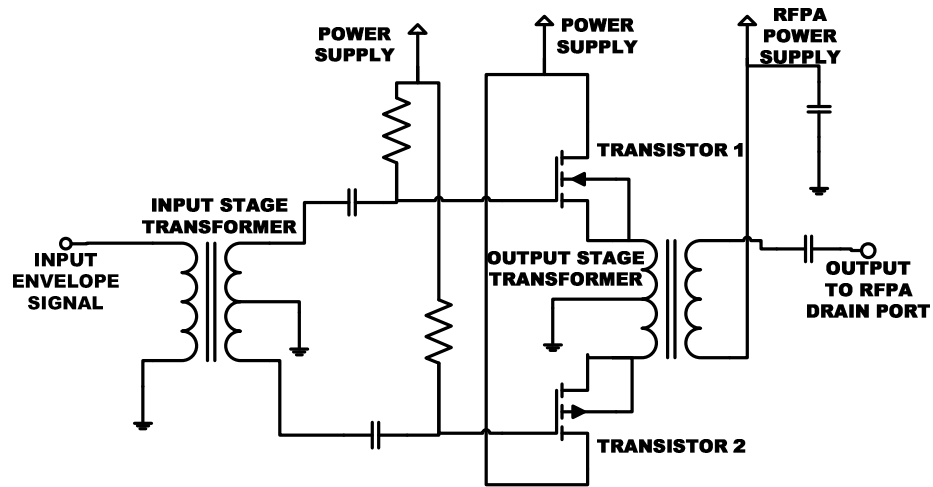 POWER
SUPPLY
POWER
SUPPLY
RFPA
POWER
SUPPLY
TRANSISTOR 1
INPUT STAGE
TRANSFORMER
INPUT
ENVELOPE
SIGNAL
OUTPUT STAGE
TRANSFORMER
OUTPUT
TO RFPA
DRAIN PORT
TRANSISTOR 2